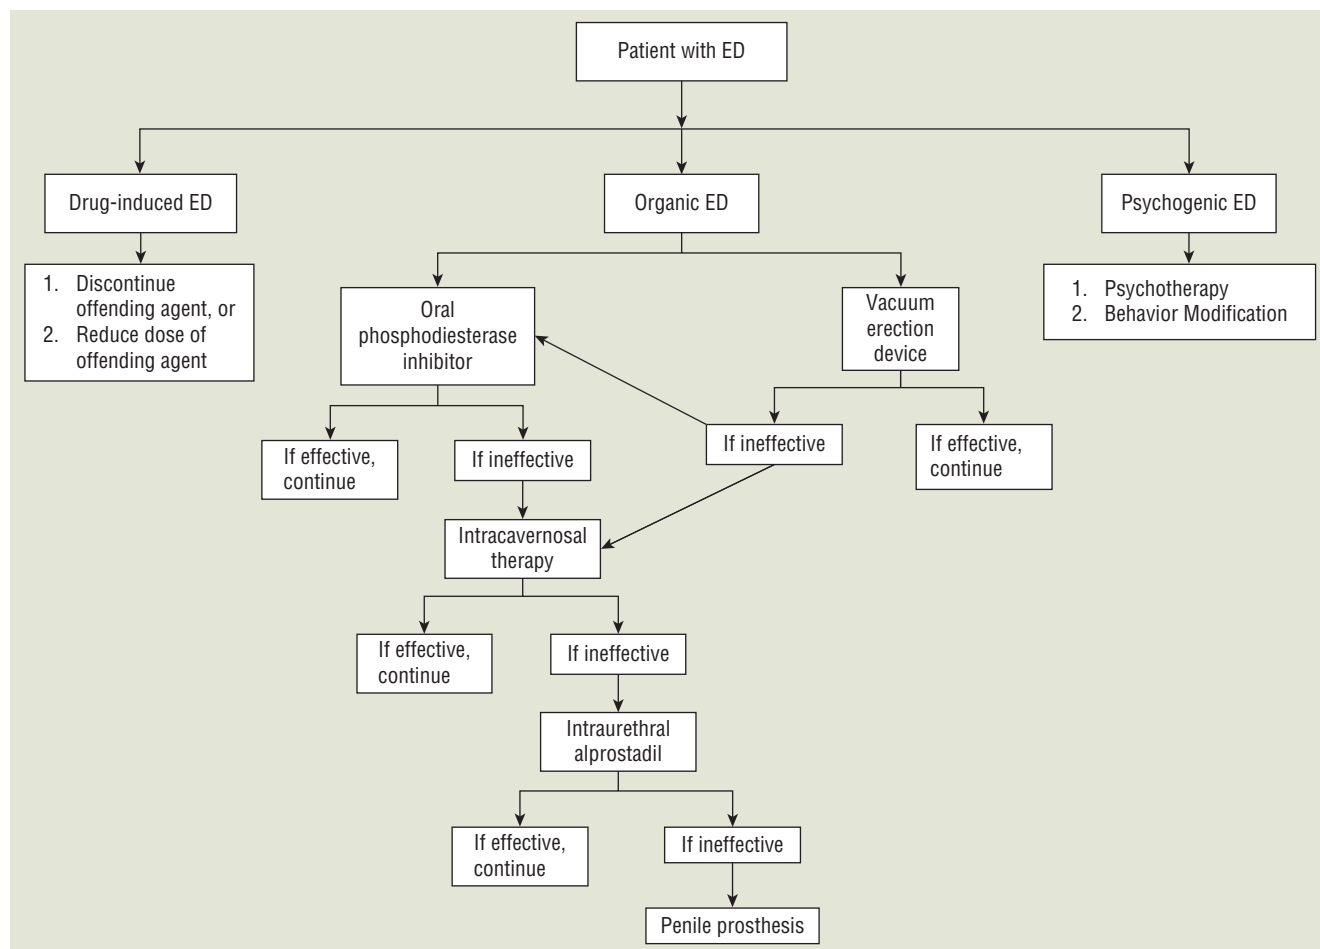 Patient with ED
Drug-induced ED
Organic ED
Psychogenic ED
1. Discontinue
offending agent, or
2. Reduce dose of
offending agent
Oral
phosphodiesterase
inhibitor
Vacuum
erection
device
1. Psychotherapy
2. Behavior Modification
If effective,
continue
If ineffective
If ineffective
If effective,
continue
Intracavernosal
therapy
If effective,
continue
If ineffective
Intraurethral
alprostadil
If effective,
continue
If ineffective
Penile prosthesis